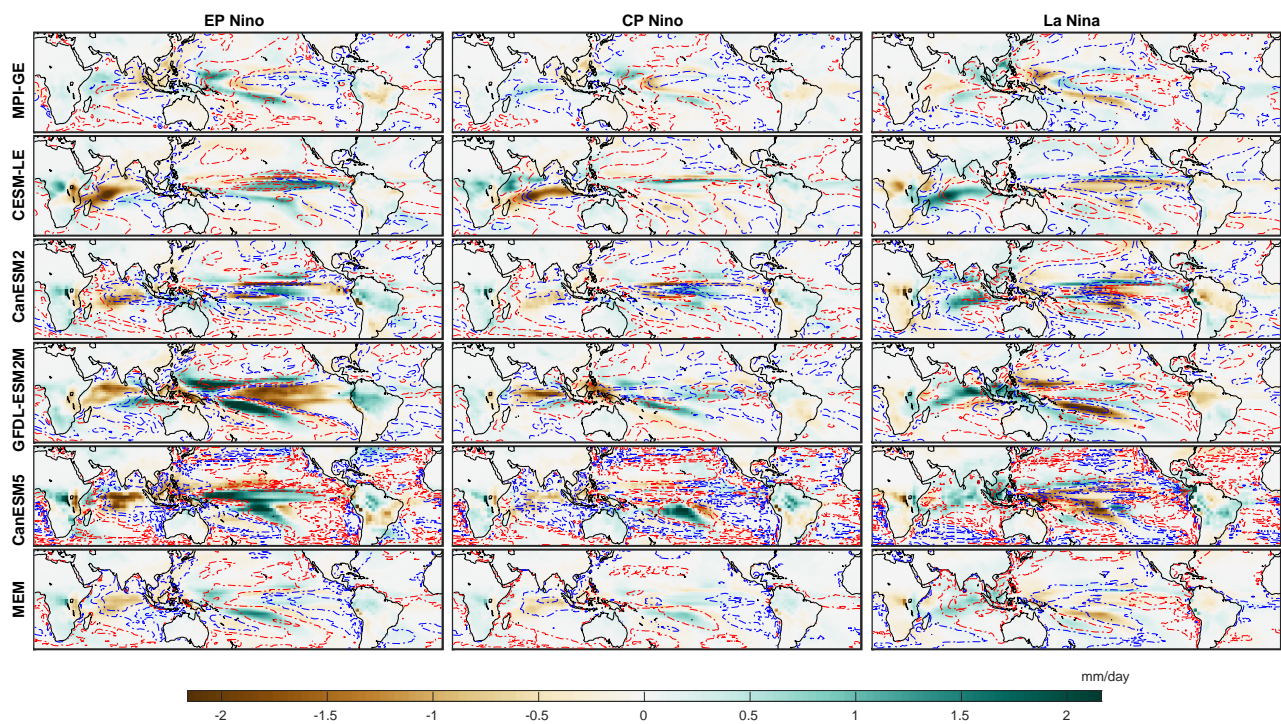 EP Nino CP Nino La Nina
MPI-GE
CESM-LE
CanESM2
GFDL-ESM2M
CanESM5
MEM
mm/day
-2 -1.5 -1 -0.5 0 0.5 1 1.5 2